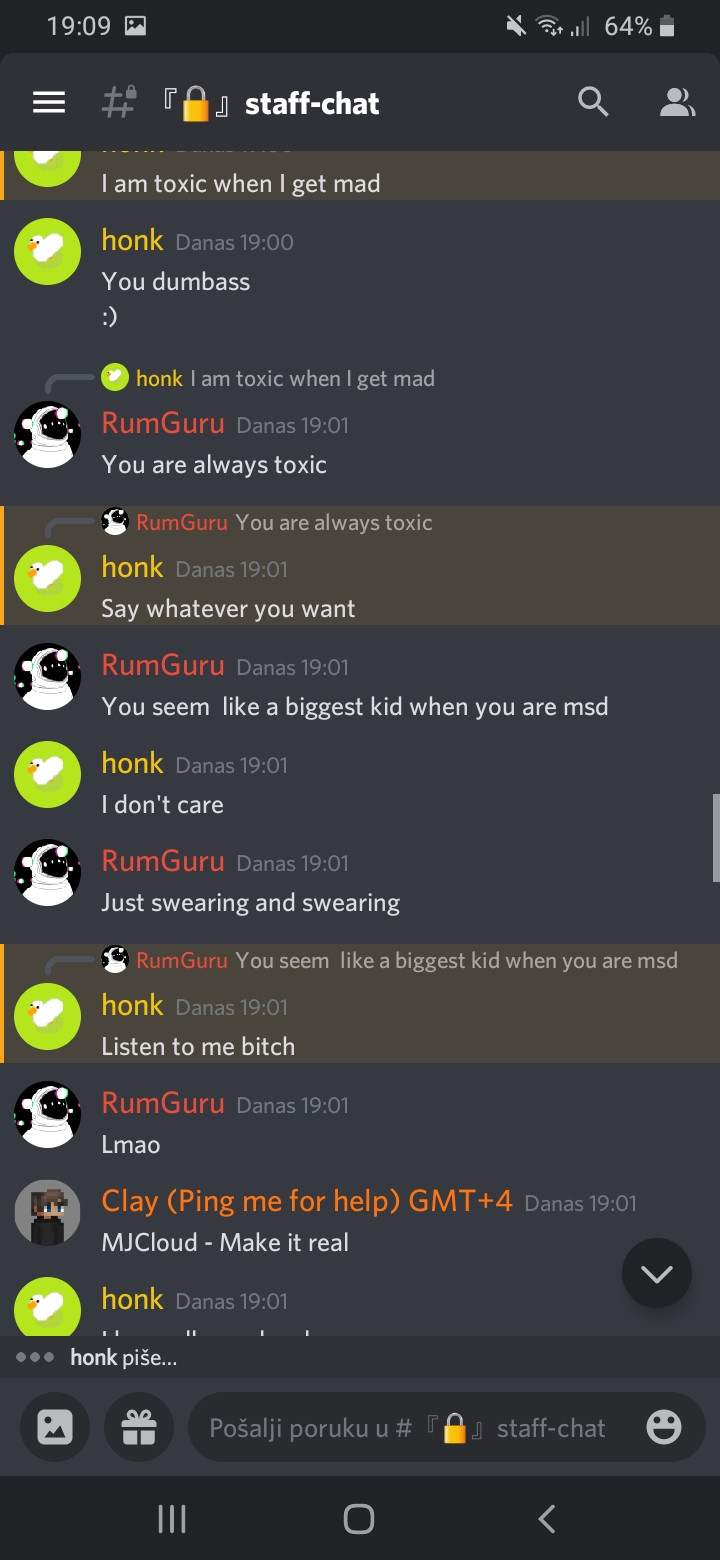 19:09 64%
『🔒』 staff-chat
I am toxic when I get mad
honk Danas 19:00
You dumbass
:)
honk I am toxic when I get mad
RumGuru Danas 19:01
You are always toxic
RumGuru You are always toxic
honk Danas 19:01
Say whatever you want
RumGuru Danas 19:01
You seem  like a biggest kid when you are msd
honk Danas 19:01
I don't care
RumGuru Danas 19:01
Just swearing and swearing
RumGuru You seem  like a biggest kid when you are msd
honk Danas 19:01
Listen to me bitch
RumGuru Danas 19:01
Lmao
Clay (Ping me for help) GMT+4 Danas 19:01
MJCloud - Make it real
honk Danas 19:01
honk piše...
Pošalji poruku u # 『🔒』 staff-chat